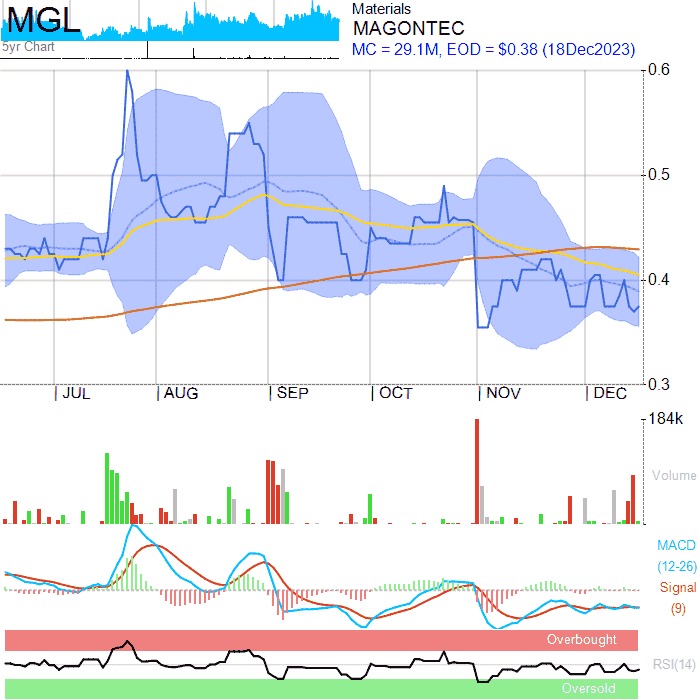 MGL
5yr Chart
Materials
MAGONTEC
MC = 29.1M, EOD = $0.38 (18Dec2023)
0.6
0.5
0.4
0.3
JUL AUG SEP OCT NOV DEC
184k
Volume
MACD
(12-26)
Signal
(9)
Overbought
RSI(14)
Oversold